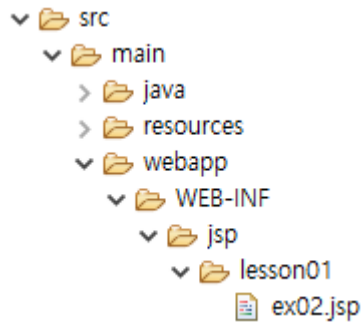 src
main
java
resources
webapp
WEB-INF
jsp
lesson01
ex02.jsp